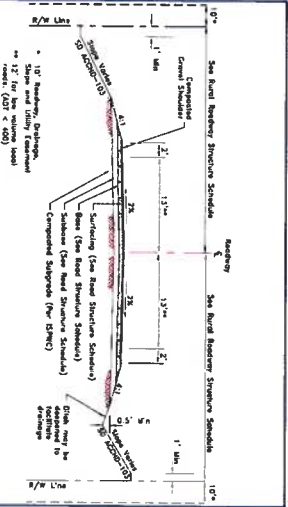 10'*
R/W Line
See Rural Roadway Structure Schedule
Roadway
℄
See Rural Roadway Structure Schedule
10'*
1' Min
Compacted
Gravel Shoulder
Slope Varies
SD ACCHD-103
4:1
2'
13'**
2%
2%
13'**
2'
4:1
0.5' Min
1' Min
Slope Varies
SD ACCHD-103
R/W Line
Surfacing (See Road Structure Schedule)
Base (See Road Structure Schedule)
Subbase (See Road Structure Schedule)
Compacted Subgrade (Per ISPWC)
Ditch may be
deepened to
facilitate
drainage
* 10' Roadway, Drainage,
Slope and Utility Easement
** 12' for low volume local
roads. (ADT < 400)